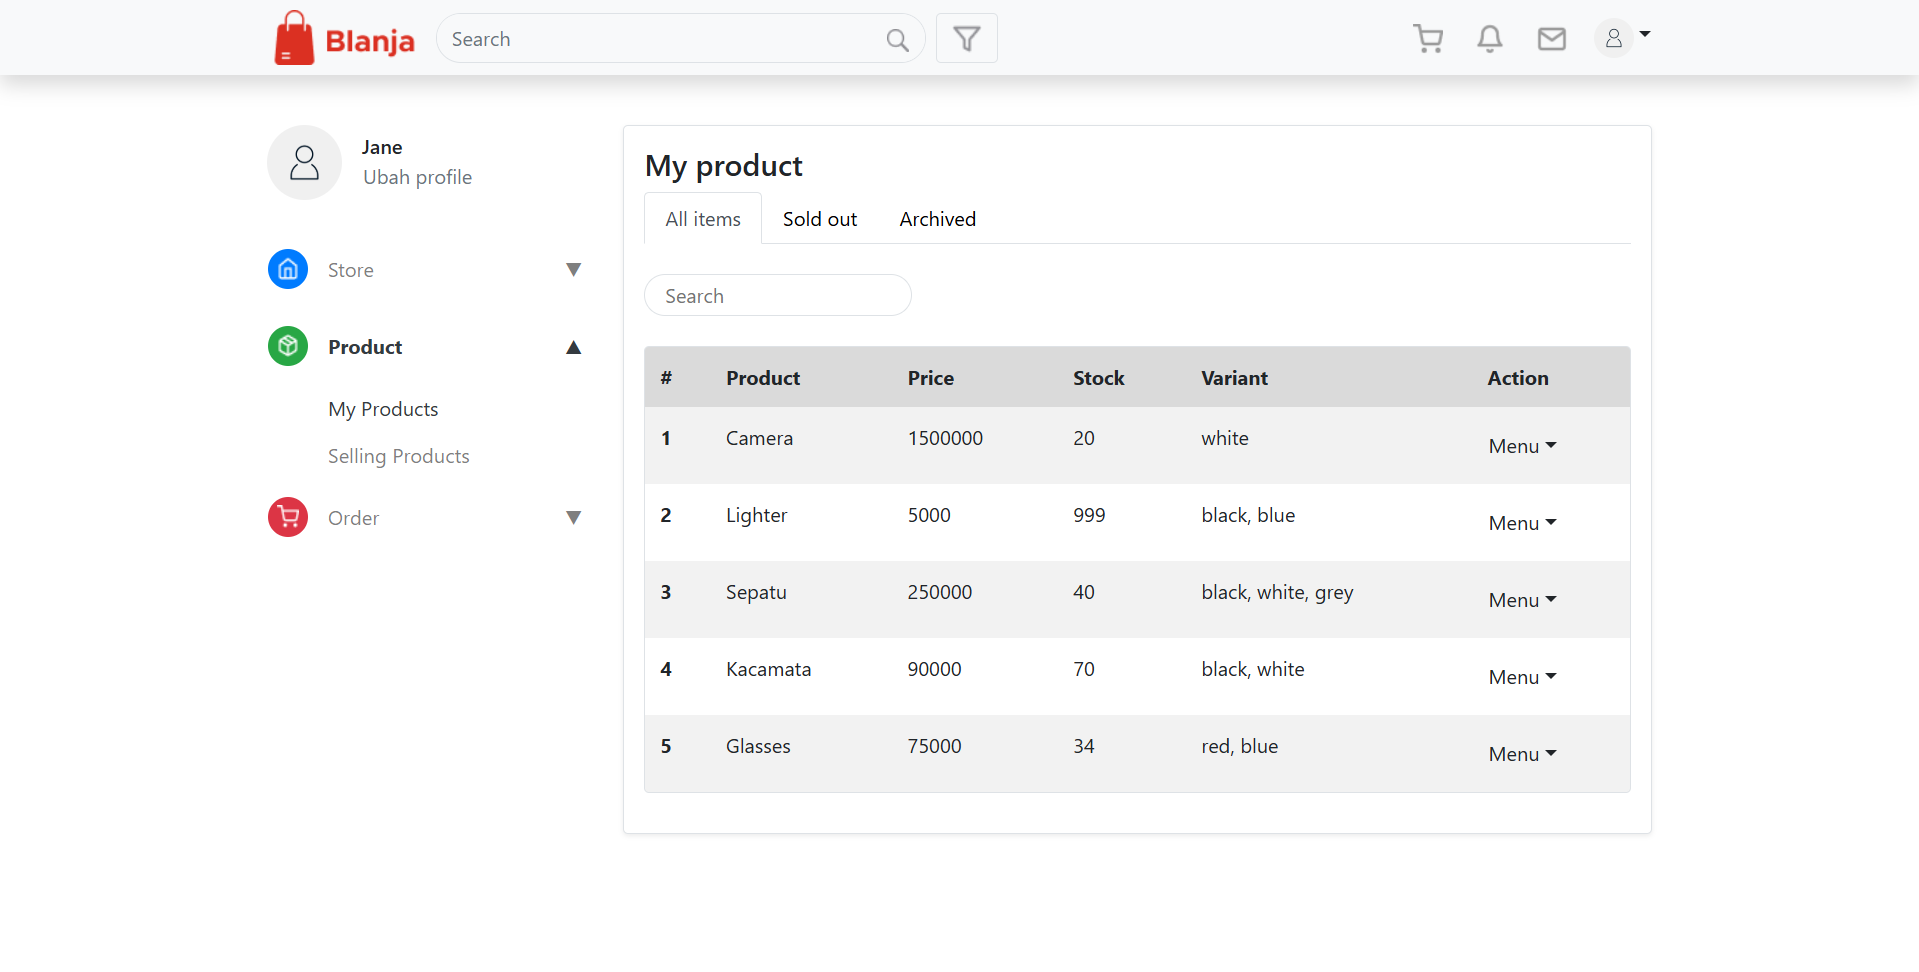 Blanja
Search
Jane
Ubah profile
Store ▼
Product ▲
My Products
Selling Products
Order ▼
My product
All items Sold out Archived
Search
# Product Price Stock Variant Action
1 Camera 1500000 20 white Menu
2 Lighter 5000 999 black, blue Menu
3 Sepatu 250000 40 black, white, grey Menu
4 Kacamata 90000 70 black, white Menu
5 Glasses 75000 34 red, blue Menu